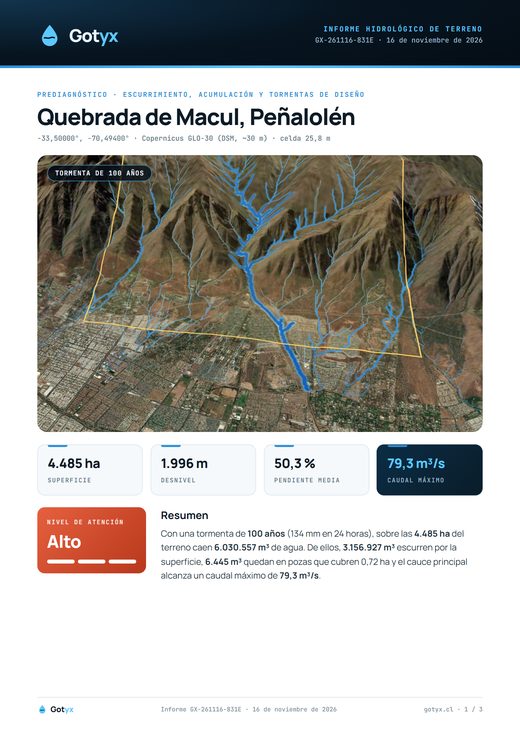 Gotyx
INFORME HIDROLÓGICO DE TERRENO
GX-261116-831E · 16 de noviembre de 2026
PREDIAGNÓSTICO · ESCURRIMIENTO, ACUMULACIÓN Y TORMENTAS DE DISEÑO
Quebrada de Macul, Peñalolén
-33,50000°, -70,49400° · Copernicus GLO-30 (DSM, ~30 m) · celda 25,8 m
TORMENTA DE 100 AÑOS
4.485 ha
SUPERFICIE
1.996 m
DESNIVEL
50,3 %
PENDIENTE MEDIA
79,3 m³/s
CAUDAL MÁXIMO
NIVEL DE ATENCIÓN
Alto
Resumen
Con una tormenta de 100 años (134 mm en 24 horas), sobre las 4.485 ha del
terreno caen 6.030.557 m³ de agua. De ellos, 3.156.927 m³ escurren por la
superficie, 6.445 m³ quedan en pozas que cubren 0,72 ha y el cauce principal
alcanza un caudal máximo de 79,3 m³/s.
Gotyx
Informe GX-261116-831E · 16 de noviembre de 2026
gotyx.cl · 1 / 3